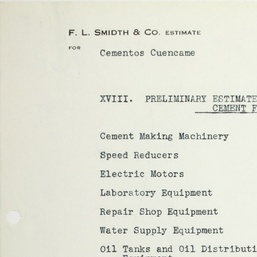 F. L. SMIDTH & CO. ESTIMATE
FOR
Cementos Cuencame
XVIII. PRELIMINARY ESTIMATE
CEMENT
Cement Making Machinery
Speed Reducers
Electric Motors
Laboratory Equipment
Repair Shop Equipment
Water Supply Equipment
Oil Tanks and Oil
Equipment